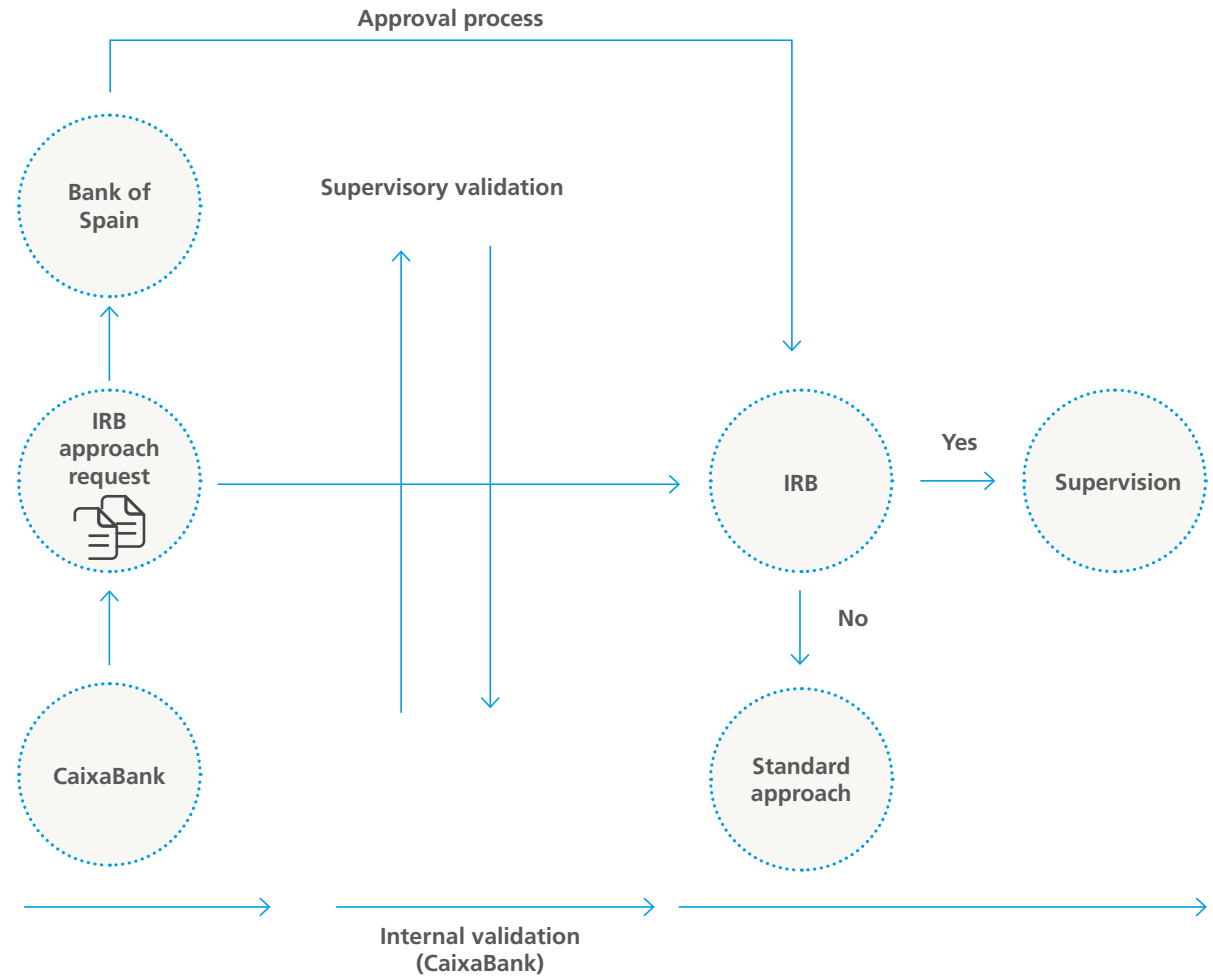 Approval process
Bank of
Spain
Supervisory validation
IRB
approach
request
IRB
Yes
Supervision
No
CaixaBank
Standard
approach
Internal validation
(CaixaBank)